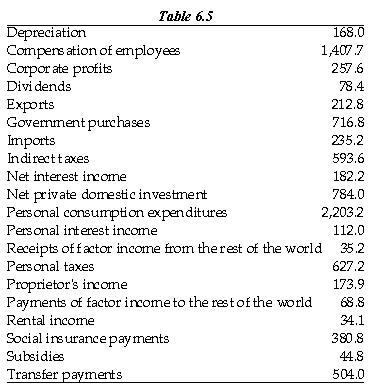 Table 6.5
Depreciation 168.0
Compensation of employees 1,407.7
Corporate profits 257.6
Dividends 78.4
Exports 212.8
Government purchases 716.8
Imports 235.2
Indirect taxes 593.6
Net interest income 182.2
Net private domestic investment 784.0
Personal consumption expenditures 2,203.2
Personal interest income 112.0
Receipts of factor income from the rest of the world 35.2
Personal taxes 627.2
Proprietor's income 173.9
Payments of factor income to the rest of the world 68.8
Rental income 34.1
Social insurance payments 380.8
Subsidies 44.8
Transfer payments 504.0